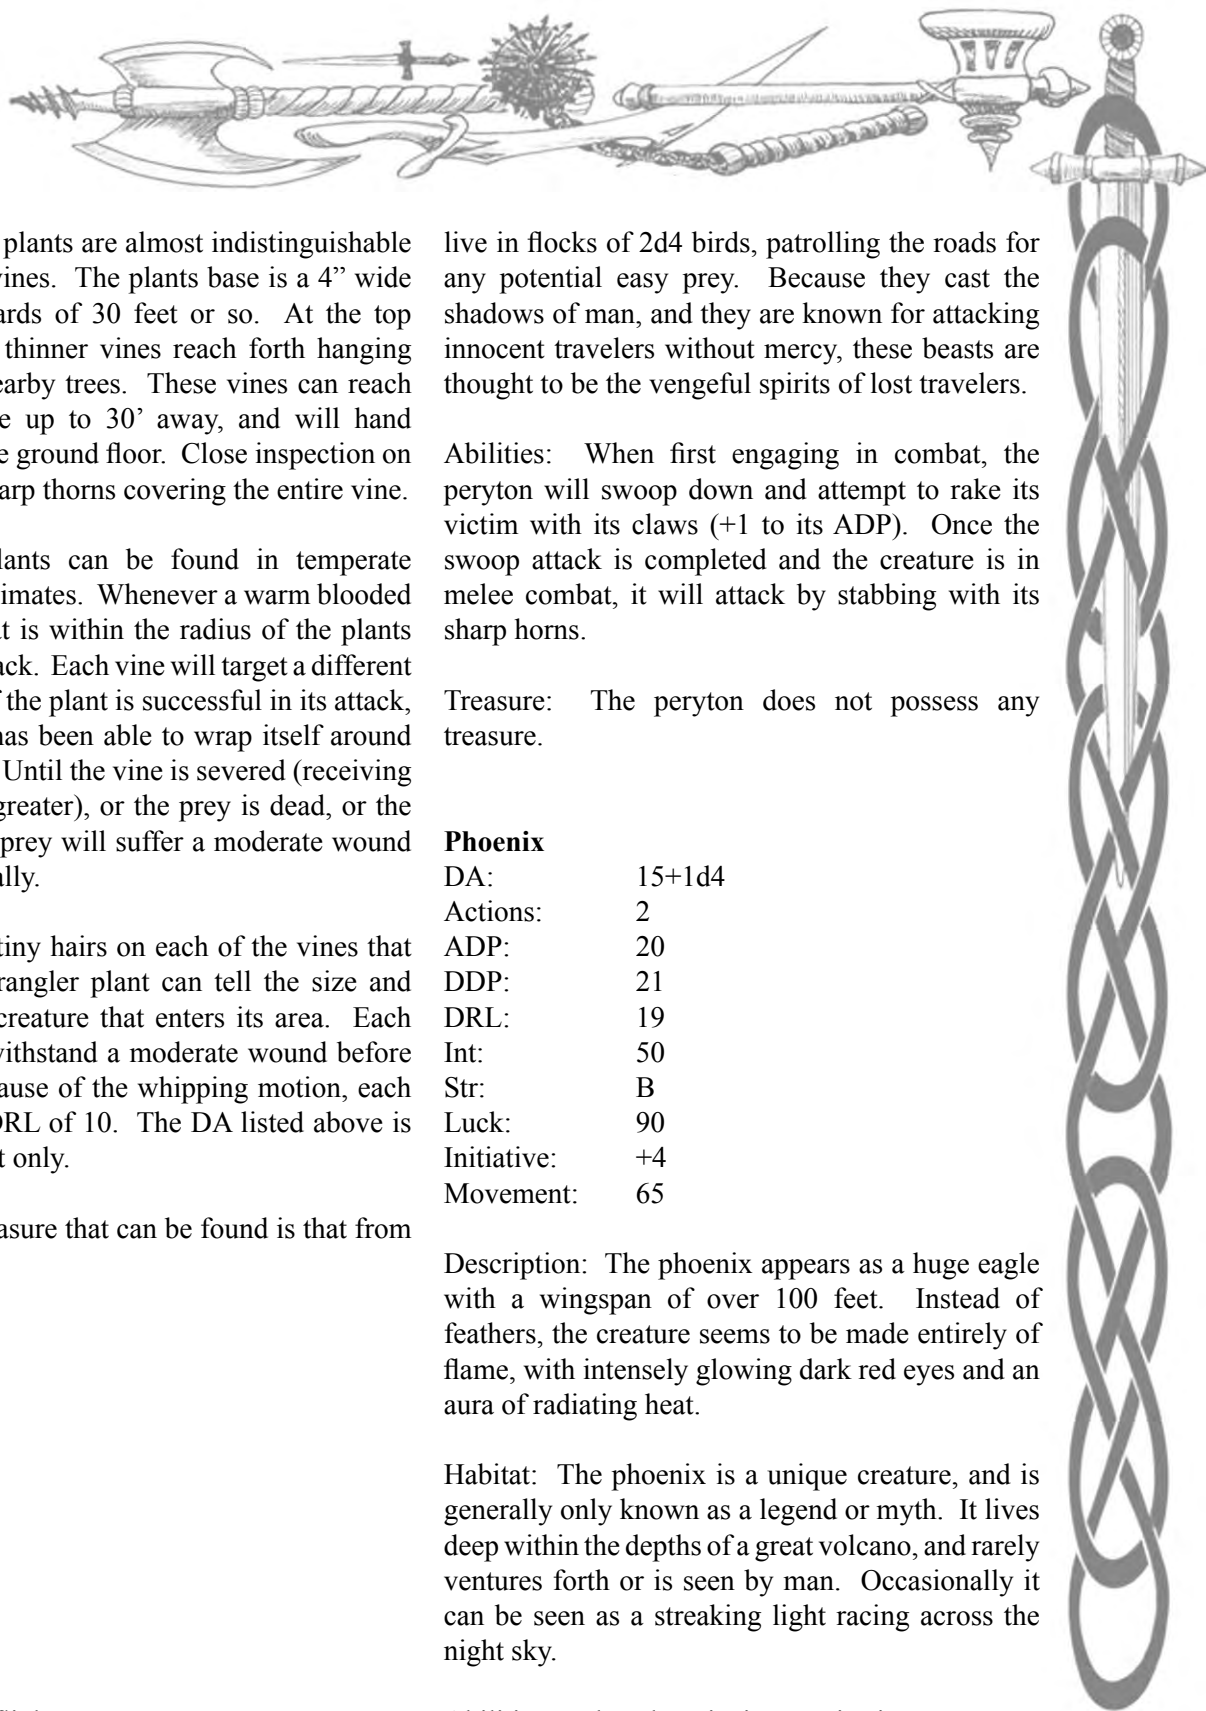 plants are almost indistinguishable
vines. The plants base is a 4” wide
ards of 30 feet or so. At the top
thinner vines reach forth hanging
earby trees. These vines can reach
e up to 30’ away, and will hand
e ground floor. Close inspection on
arp thorns covering the entire vine.
lants can be found in temperate
imates. Whenever a warm blooded
at is within the radius of the plants
ack. Each vine will target a different
f the plant is successful in its attack,
has been able to wrap itself around
Until the vine is severed (receiving
greater), or the prey is dead, or the
prey will suffer a moderate wound
ally.
tiny hairs on each of the vines that
rangler plant can tell the size and
creature that enters its area. Each
withstand a moderate wound before
ause of the whipping motion, each
DRL of 10. The DA listed above is
t only.
asure that can be found is that from
live in flocks of 2d4 birds, patrolling the roads for
any potential easy prey. Because they cast the
shadows of man, and they are known for attacking
innocent travelers without mercy, these beasts are
thought to be the vengeful spirits of lost travelers.
Abilities: When first engaging in combat, the
peryton will swoop down and attempt to rake its
victim with its claws (+1 to its ADP). Once the
swoop attack is completed and the creature is in
melee combat, it will attack by stabbing with its
sharp horns.
Treasure: The peryton does not possess any
treasure.
Phoenix
DA: 15+1d4
Actions: 2
ADP: 20
DDP: 21
DRL: 19
Int: 50
Str: B
Luck: 90
Initiative: +4
Movement: 65
Description: The phoenix appears as a huge eagle
with a wingspan of over 100 feet. Instead of
feathers, the creature seems to be made entirely of
flame, with intensely glowing dark red eyes and an
aura of radiating heat.
Habitat: The phoenix is a unique creature, and is
generally only known as a legend or myth. It lives
deep within the depths of a great volcano, and rarely
ventures forth or is seen by man. Occasionally it
can be seen as a streaking light racing across the
night sky.